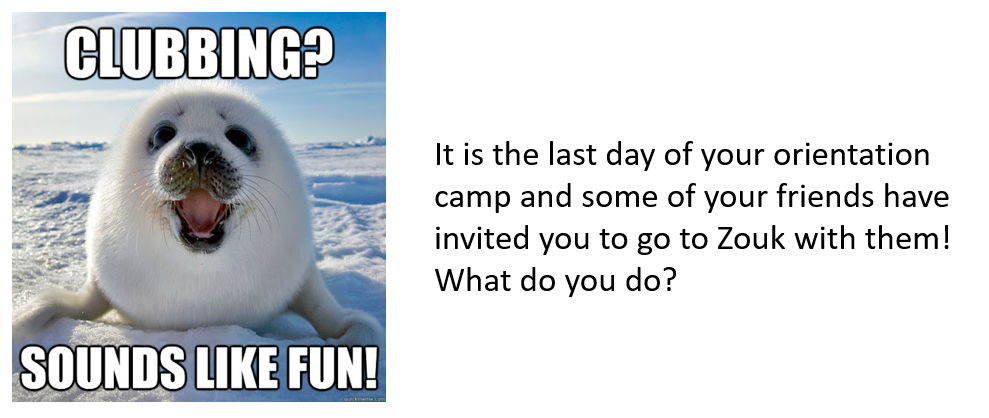 CLUBBING?
SOUNDS LIKE FUN!
quickmeme.com
It is the last day of your orientation
camp and some of your friends have
invited you to go to Zouk with them!
What do you do?